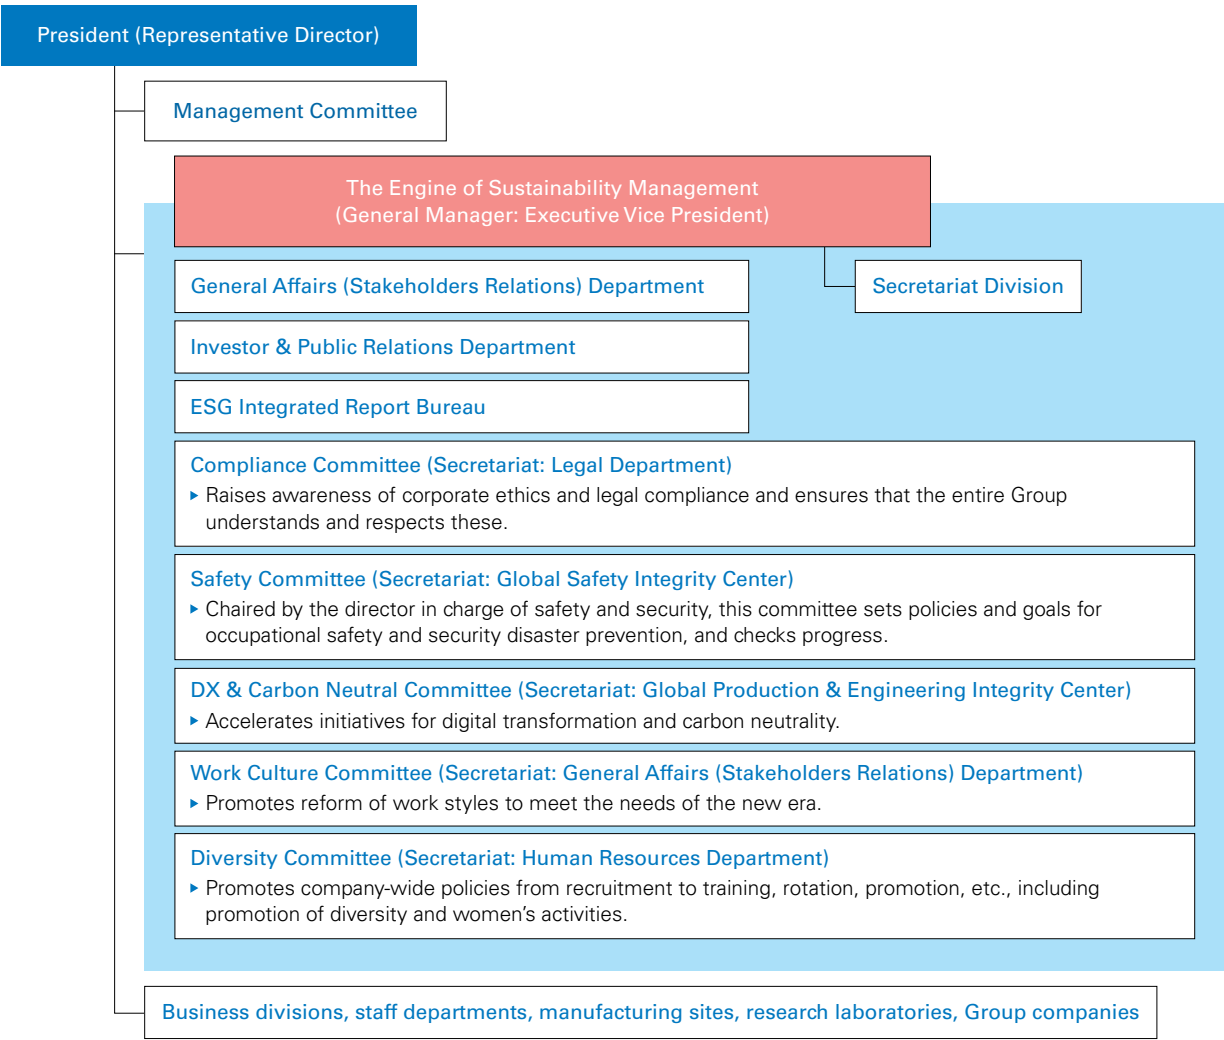 President (Representative Director)
Management Committee
The Engine of Sustainability Management
(General Manager: Executive Vice President)
General Affairs (Stakeholders Relations) Department
Secretariat Division
Investor & Public Relations Department
ESG Integrated Report Bureau
Compliance Committee (Secretariat: Legal Department)
▸ Raises awareness of corporate ethics and legal compliance and ensures that the entire Group
understands and respects these.
Safety Committee (Secretariat: Global Safety Integrity Center)
▸ Chaired by the director in charge of safety and security, this committee sets policies and goals for
occupational safety and security disaster prevention, and checks progress.
DX & Carbon Neutral Committee (Secretariat: Global Production & Engineering Integrity Center)
▸ Accelerates initiatives for digital transformation and carbon neutrality.
Work Culture Committee (Secretariat: General Affairs (Stakeholders Relations) Department)
▸ Promotes reform of work styles to meet the needs of the new era.
Diversity Committee (Secretariat: Human Resources Department)
▸ Promotes company-wide policies from recruitment to training, rotation, promotion, etc., including
promotion of diversity and women's activities.
Business divisions, staff departments, manufacturing sites, research laboratories, Group companies